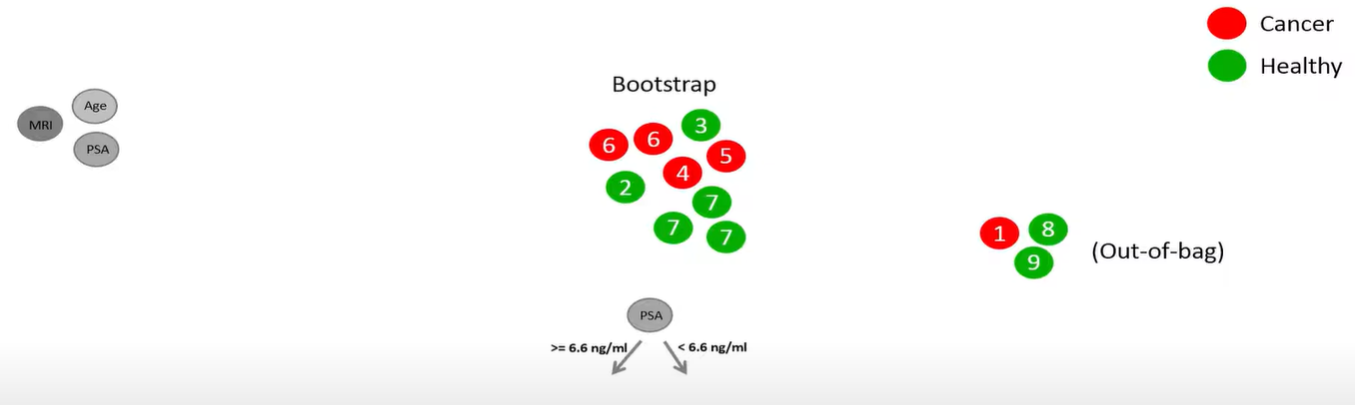 Cancer
Healthy
Bootstrap
Age
MRI
PSA
3
6
6
5
4
2
7
7
7
1
8
9
(Out-of-bag)
PSA
>= 6.6 ng/ml
< 6.6 ng/ml